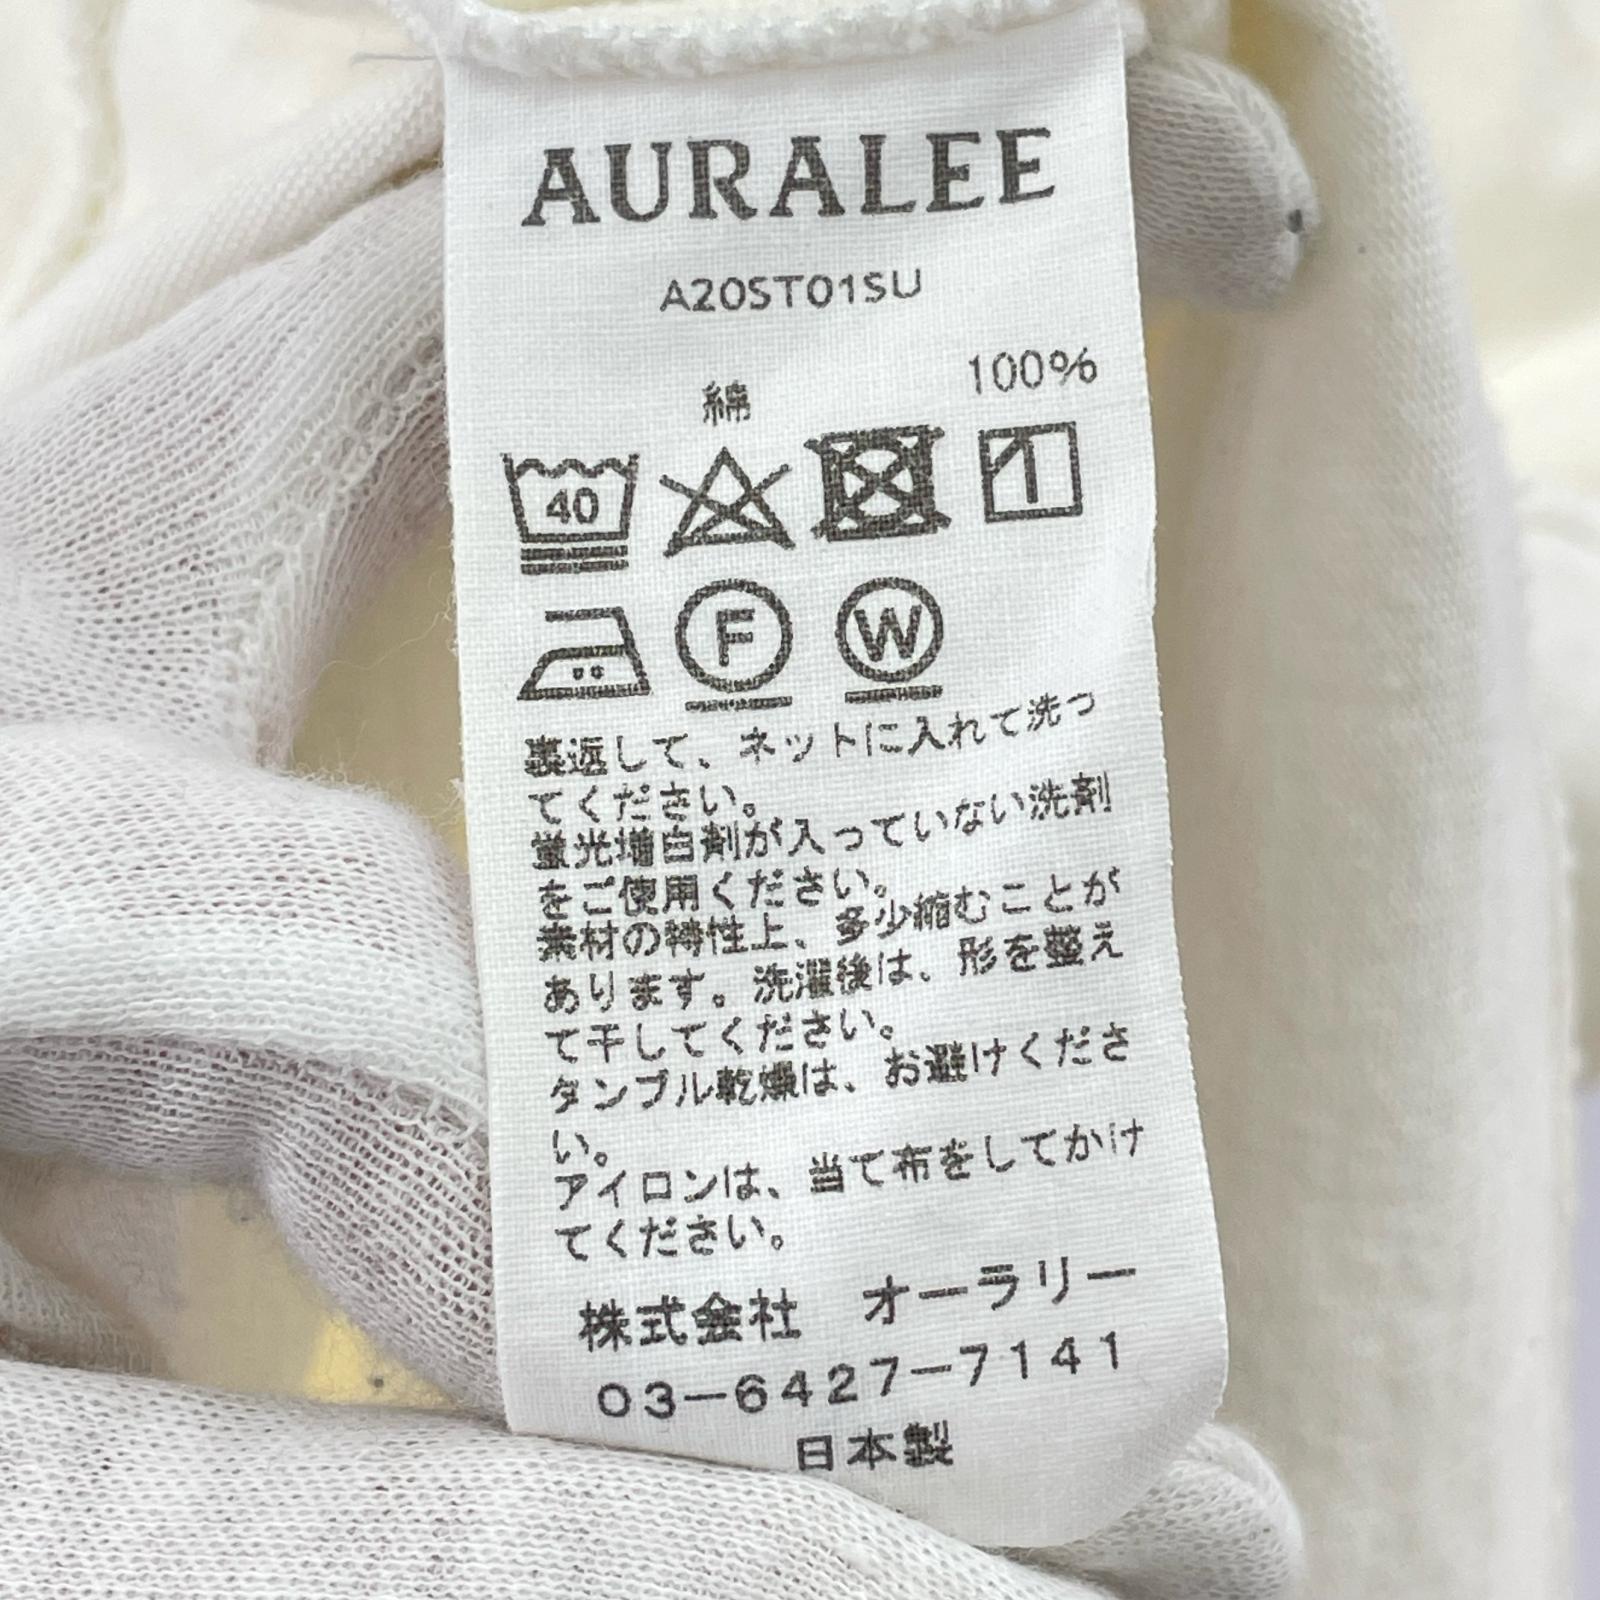 AURALEE
A20ST01SU
綿 100%
40
F W
裏返して、ネットに入れて洗っ
てください。
蛍光増白剤が入っていない洗剤
をご使用ください。
素材の特性上、多少縮むことが
あります。洗濯後は、形を整え
て干してください。
タンブル乾燥は、お避けくださ
い。
アイロンは、当て布をしてかけ
てください。
株式会社 オーラリー
03-6427-7141
日本製